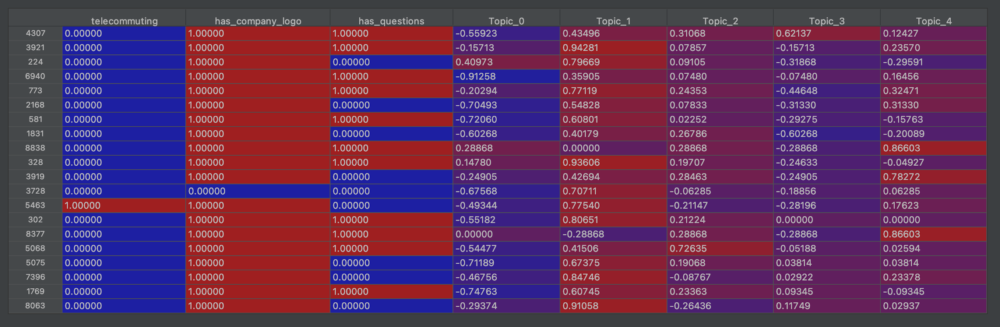 telecommuting has_company_logo has_questions Topic_0 Topic_1 Topic_2 Topic_3 Topic_4
4307 0.00000 1.00000 1.00000 -0.55923 0.43496 0.31068 0.62137 0.12427
3921 0.00000 1.00000 1.00000 -0.15713 0.94281 0.07857 -0.15713 0.23570
224 0.00000 1.00000 0.00000 0.40973 0.79669 0.09105 -0.31868 -0.29591
6940 0.00000 1.00000 1.00000 -0.91258 0.35905 0.07480 -0.07480 0.16456
773 0.00000 1.00000 1.00000 -0.20294 0.77119 0.24353 -0.44648 0.32471
2168 0.00000 1.00000 0.00000 -0.70493 0.54828 0.07833 -0.31330 0.31330
581 0.00000 1.00000 1.00000 -0.72060 0.60801 0.02252 -0.29275 -0.15763
1831 0.00000 1.00000 0.00000 -0.60268 0.40179 0.26786 -0.60268 -0.20089
8838 0.00000 1.00000 1.00000 0.28868 0.00000 0.28868 -0.28868 0.86603
328 0.00000 1.00000 1.00000 0.14780 0.93606 0.19707 -0.24633 -0.04927
3919 0.00000 1.00000 0.00000 -0.24905 0.42694 0.28463 -0.24905 0.78272
3728 0.00000 0.00000 0.00000 -0.67568 0.70711 -0.06285 -0.18856 0.06285
5463 1.00000 1.00000 0.00000 -0.49344 0.77540 -0.21147 -0.28196 0.17623
302 0.00000 1.00000 1.00000 -0.55182 0.80651 0.21224 0.00000 0.00000
8377 0.00000 1.00000 1.00000 0.00000 -0.28868 0.28868 -0.28868 0.86603
5068 0.00000 1.00000 1.00000 -0.54477 0.41506 0.72635 -0.05188 0.02594
5075 0.00000 1.00000 0.00000 -0.71189 0.67375 0.19068 0.03814 0.03814
7396 0.00000 1.00000 0.00000 -0.46756 0.84746 -0.08767 0.02922 0.23378
1769 0.00000 1.00000 1.00000 -0.74763 0.60745 0.23363 0.09345 -0.09345
8063 0.00000 1.00000 0.00000 -0.29374 0.91058 -0.26436 0.11749 0.02937